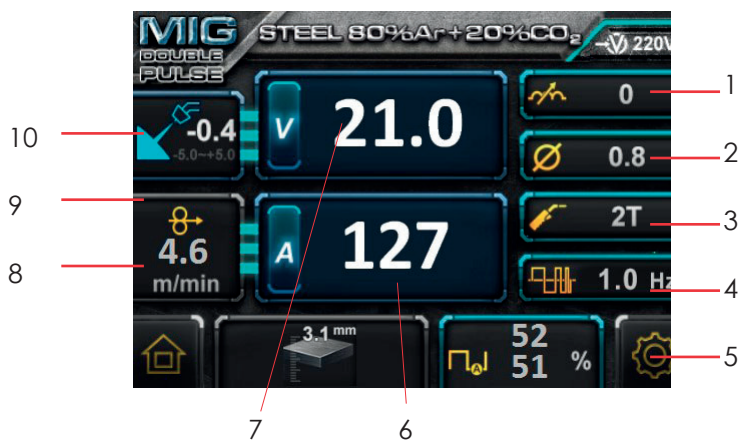 MIG
DOUBLE
PULSE
STEEL 80%Ar+20%CO₂
V 220V
1
-0.4
-5.0~+5.0
10
V
21.0
0
0.8
2
9
4.6
m/min
8
A
127
2T
3
1.0 Hz
4
3.1 mm
52
51 %
5
7
6